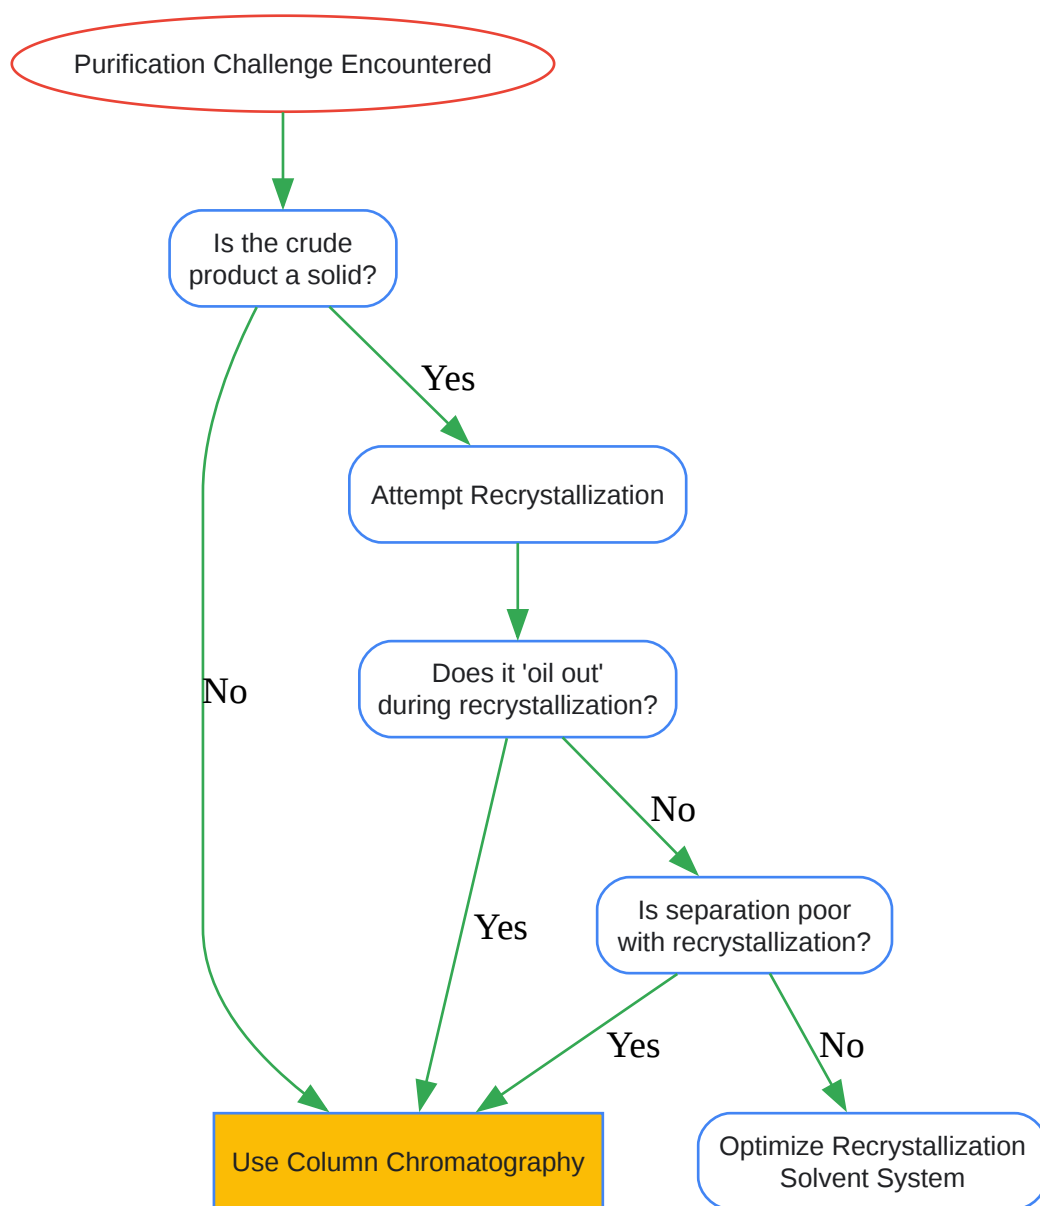 Purification Challenge Encountered
Is the crude
product a solid?
Yes
Attempt Recrystallization
No
Does it 'oil out'
during recrystallization?
No
Yes
Is separation poor
with recrystallization?
Yes
No
Use Column Chromatography
Optimize Recrystallization
Solvent System